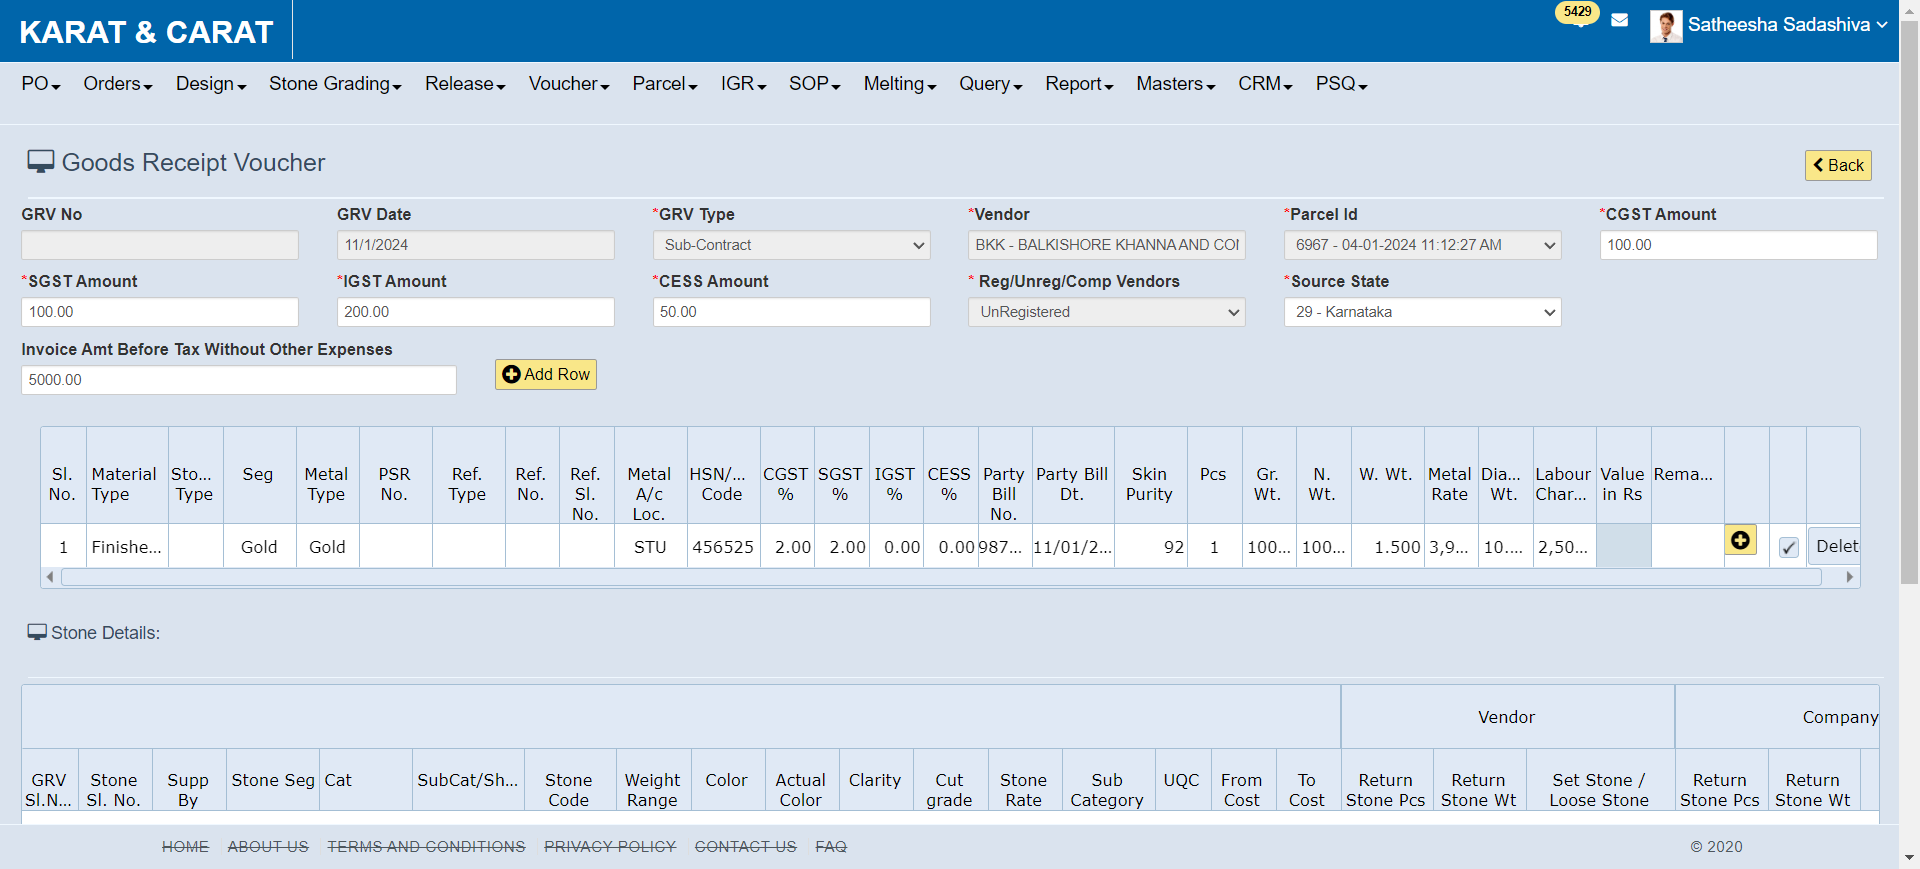 KARAT & CARAT
5429
Satheesha Sadashiva
PO Orders Design Stone Grading Release Voucher Parcel IGR SOP Melting Query Report Masters CRM PSQ
Goods Receipt Voucher
Back
GRV No GRV Date *GRV Type *Vendor *Parcel Id *CGST Amount
11/1/2024 Sub-Contract BKK - BALKISHORE KHANNA AND CO 6967 - 04-01-2024 11:12:27 AM 100.00
*SGST Amount *IGST Amount *CESS Amount * Reg/Unreg/Comp Vendors *Source State
100.00 200.00 50.00 UnRegistered 29 - Karnataka
Invoice Amt Before Tax Without Other Expenses
5000.00 Add Row
Sl. No. Material Type Sto... Type Seg Metal Type PSR No. Ref. Type Ref. No. Ref. Sl. No. Metal A/c Loc. HSN/... Code CGST % SGST % IGST % CESS % Party Bill No. Party Bill Dt. Skin Purity Pcs Gr. Wt. N. Wt. W. Wt. Metal Rate Dia... Wt. Labour Char... Value in Rs Rema...
1 Finishe... Gold Gold STU 456525 2.00 2.00 0.00 0.00 987... 11/01/2... 92 1 100... 100... 1.500 3,9... 10.... 2,50... Delet
Stone Details:
Vendor Company
GRV Sl.N... Stone Sl. No. Supp By Stone Seg Cat SubCat/Sh... Stone Code Weight Range Color Actual Color Clarity Cut grade Stone Rate Sub Category UQC From Cost To Cost Return Stone Pcs Return Stone Wt Set Stone / Loose Stone Return Stone Pcs Return Stone Wt
HOME ABOUT US TERMS AND CONDITIONS PRIVACY POLICY CONTACT US FAQ © 2020